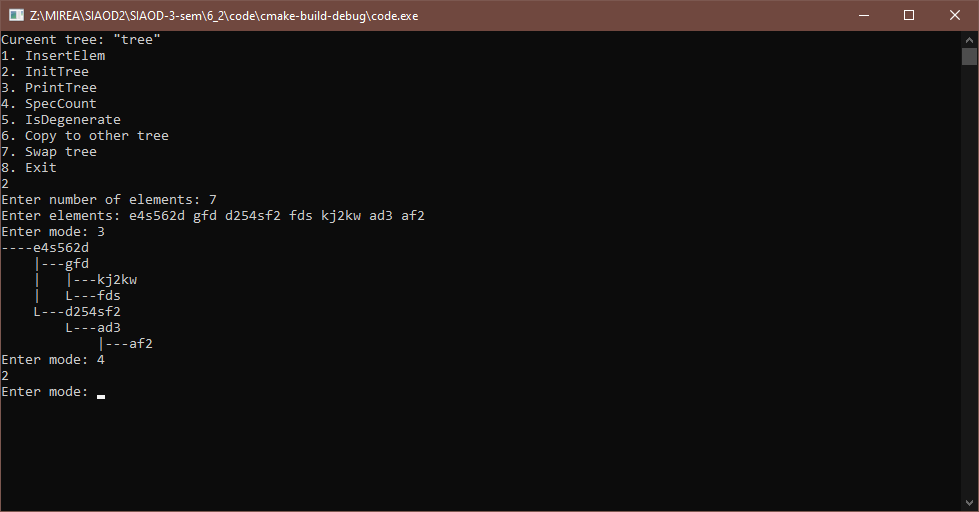 Z:\MIREA\SIAOD2\SIAOD-3-sem\6_2\code\cmake-build-debug\code.exe
Cureent tree: "tree"
1. InsertElem
2. InitTree
3. PrintTree
4. SpecCount
5. IsDegenerate
6. Copy to other tree
7. Swap tree
8. Exit
2
Enter number of elements: 7
Enter elements: e4s562d gfd d254sf2 fds kj2kw ad3 af2
Enter mode: 3
----e4s562d
    |---gfd
    |   |---kj2kw
    |   L---fds
    L---d254sf2
        L---ad3
            |---af2
Enter mode: 4
2
Enter mode: